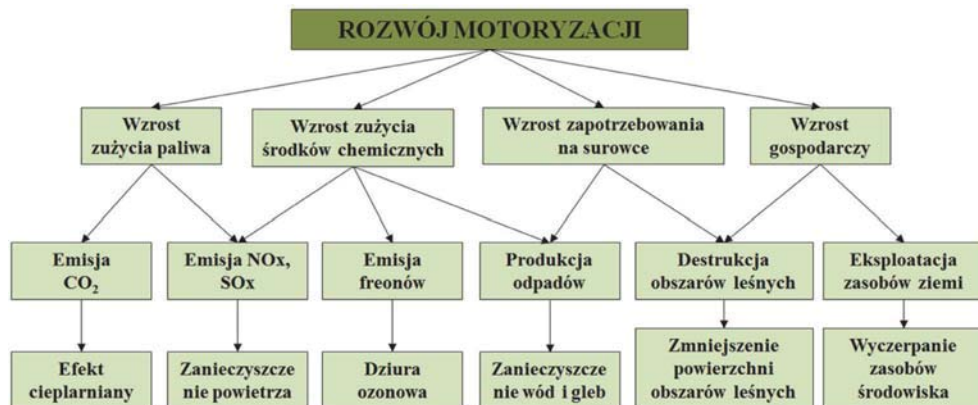 ROZWÓJ MOTORYZACJI
Wzrost
zużycia paliwa
Wzrost zużycia
środków chemicznych
Wzrost zapotrzebowania
na surowce
Wzrost
gospodarczy
Emisja
CO₂
Emisja NOx,
SOx
Emisja
freonów
Produkcja
odpadów
Destrukcja
obszarów leśnych
Eksploatacja
zasobów ziemi
Efekt
cieplarniany
Zanieczyszcze
nie powietrza
Dziura
ozonowa
Zanieczyszcze
nie wód i gleb
Zmniejszenie
powierzchni
obszarów leśnych
Wyczerpanie
zasobów
środowiska